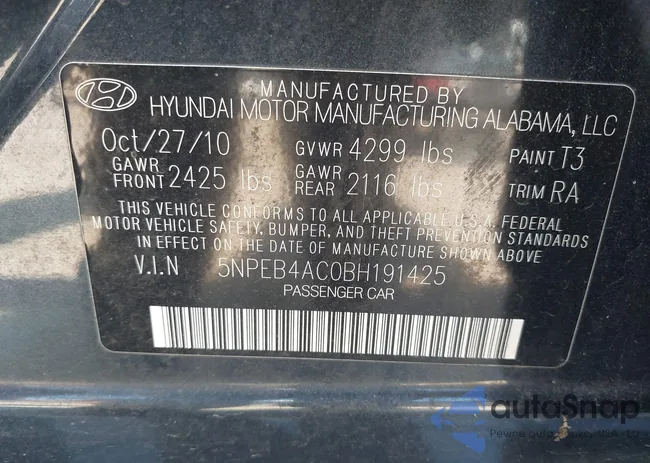 MANUFACTURED BY
HYUNDAI MOTOR MANUFACTURING ALABAMA, LLC
Oct/27/10 GVWR 4299 lbs PAINT T3
GAWR FRONT 2425 lbs GAWR REAR 2116 lbs TRIM RA
THIS VEHICLE CONFORMS TO ALL APPLICABLE U.S.A. FEDERAL
MOTOR VEHICLE SAFETY, BUMPER, AND THEFT PREVENTION STANDARDS
IN EFFECT ON THE DATE OF MANUFACTURE SHOWN ABOVE
V.I.N 5NPEB4AC0BH191425
PASSENGER CAR
autoSnap